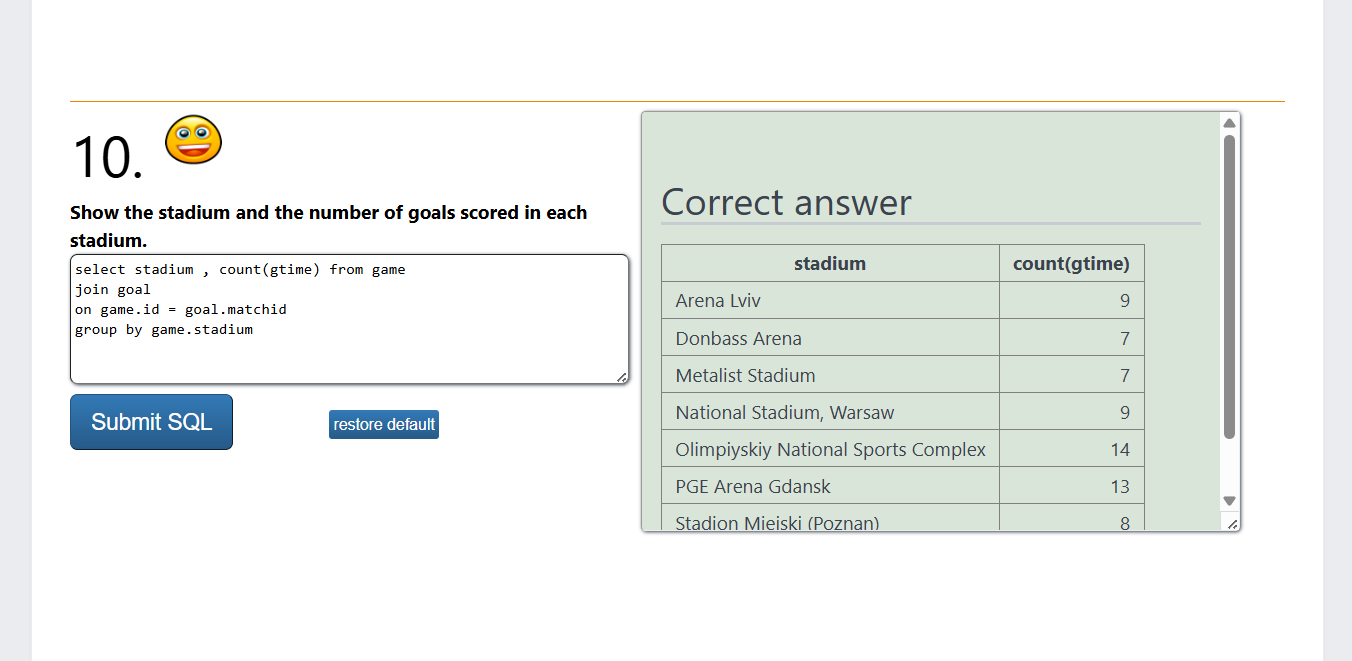 10.
Show the stadium and the number of goals scored in each
stadium.
select stadium , count(gtime) from game
join goal
on game.id = goal.matchid
group by game.stadium
Submit SQL
restore default
Correct answer
stadium count(gtime)
Arena Lviv 9
Donbass Arena 7
Metalist Stadium 7
National Stadium, Warsaw 9
Olimpiyskiy National Sports Complex 14
PGE Arena Gdansk 13
Stadion Miejski (Poznan) 8